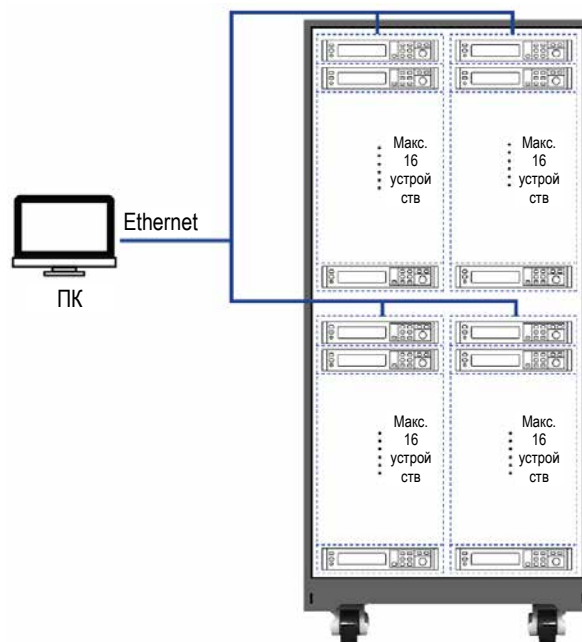 Макс.
16
устрой
ств
Макс.
16
устрой
ств
Ethernet
ПК
Макс.
16
устрой
ств
Макс.
16
устрой
ств